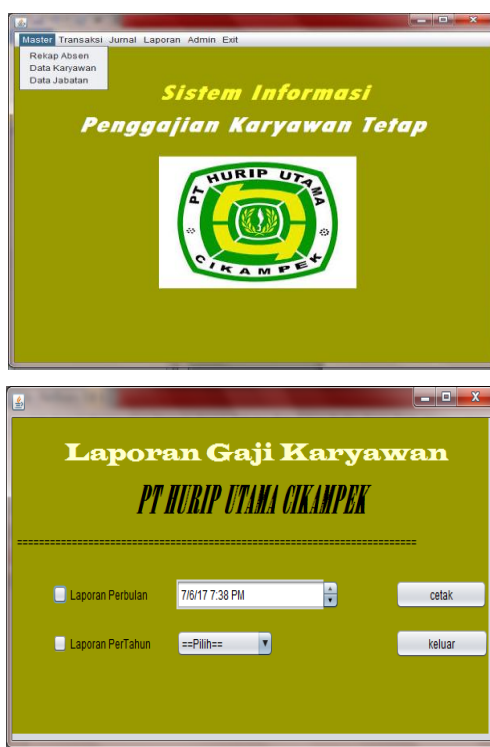 Master Transaksi Jurnal Laporan Admin Exit
Rekap Absen
Data Karyawan
Data Jabatan
Sistem Informasi
Penggajian Karyawan Tetap
PT HURIP UTAMA
CIKAMPEK
Laporan Gaji Karyawan
PT HURIP UTAMA CIKAMPEK
==========================================================================
Laporan Perbulan 7/6/17 7:38 PM cetak
Laporan PerTahun ==Pilih== keluar